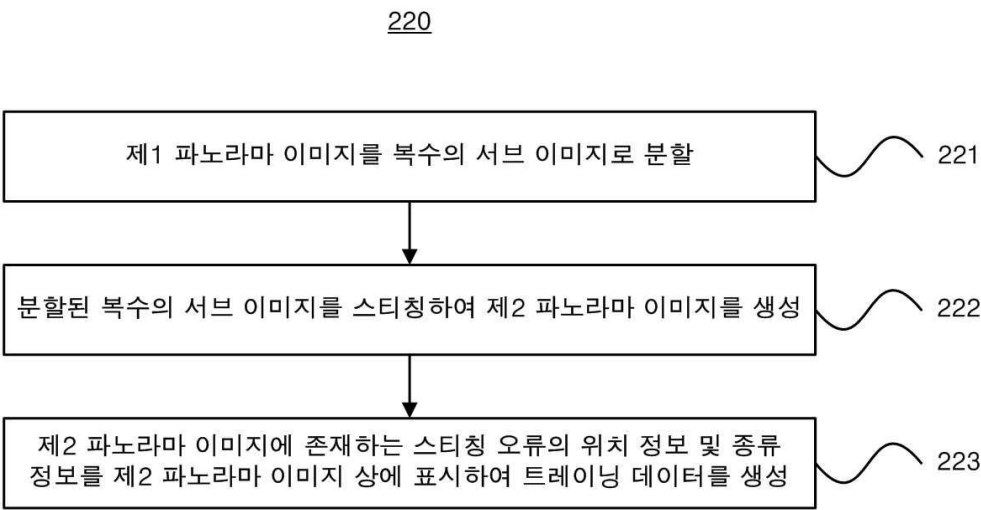 220
제1 파노라마 이미지를 복수의 서브 이미지로 분할
221
분할된 복수의 서브 이미지를 스티칭하여 제2 파노라마 이미지를 생성
222
제2 파노라마 이미지에 존재하는 스티칭 오류의 위치 정보 및 종류
정보를 제2 파노라마 이미지 상에 표시하여 트레이닝 데이터를 생성
223